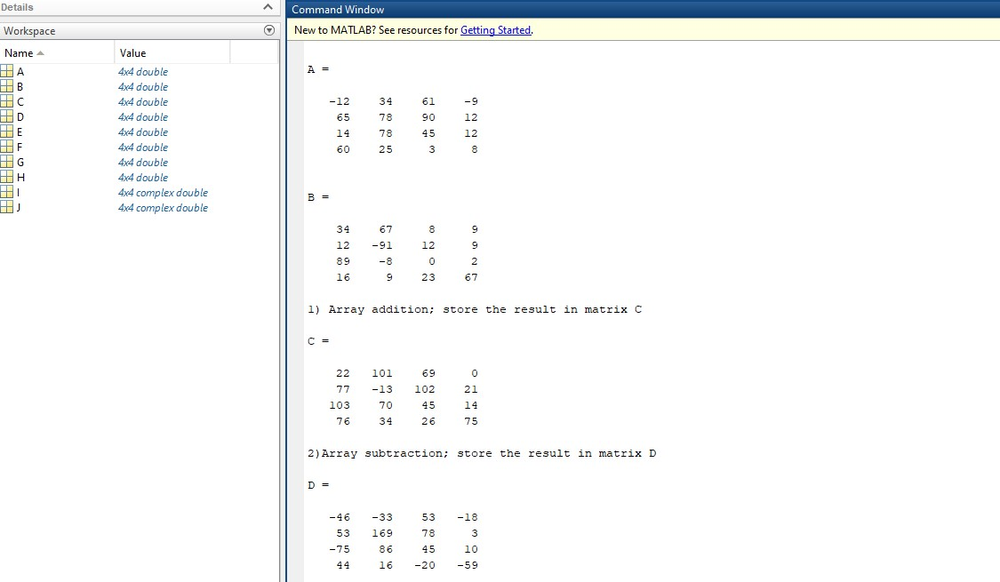 Details
Workspace
Name Value
A 4x4 double
B 4x4 double
C 4x4 double
D 4x4 double
E 4x4 double
F 4x4 double
G 4x4 double
H 4x4 double
I 4x4 complex double
J 4x4 complex double
Command Window
New to MATLAB? See resources for Getting Started.
A =
-12 34 61 -9
65 78 90 12
14 78 45 12
60 25 3 8
B =
34 67 8 9
12 -91 12 9
89 -8 0 2
16 9 23 67
1) Array addition; store the result in matrix C
C =
22 101 69 0
77 -13 102 21
103 70 45 14
76 34 26 75
2)Array subtraction; store the result in matrix D
D =
-46 -33 53 -18
53 169 78 3
-75 86 45 10
44 16 -20 -59